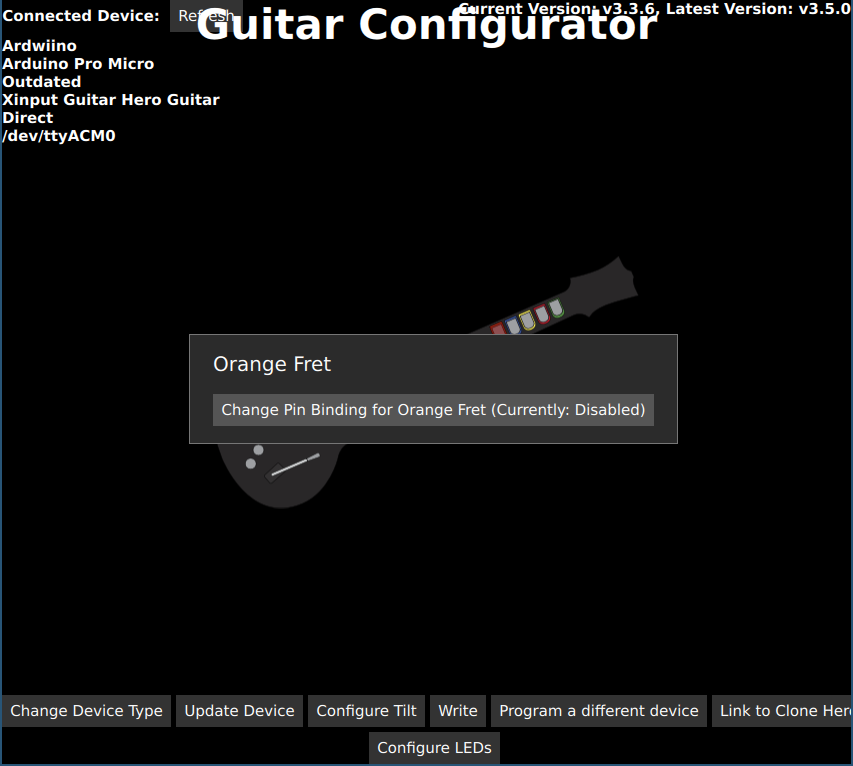 Connected Device:
Refresh
Guitar Configurator
Current Version: v3.3.6, Latest Version: v3.5.0
Ardwiino
Arduino Pro Micro
Outdated
Xinput Guitar Hero Guitar
Direct
/dev/ttyACM0
Orange Fret
Change Pin Binding for Orange Fret (Currently: Disabled)
Change Device Type
Update Device
Configure Tilt
Write
Program a different device
Link to Clone Her
Configure LEDs